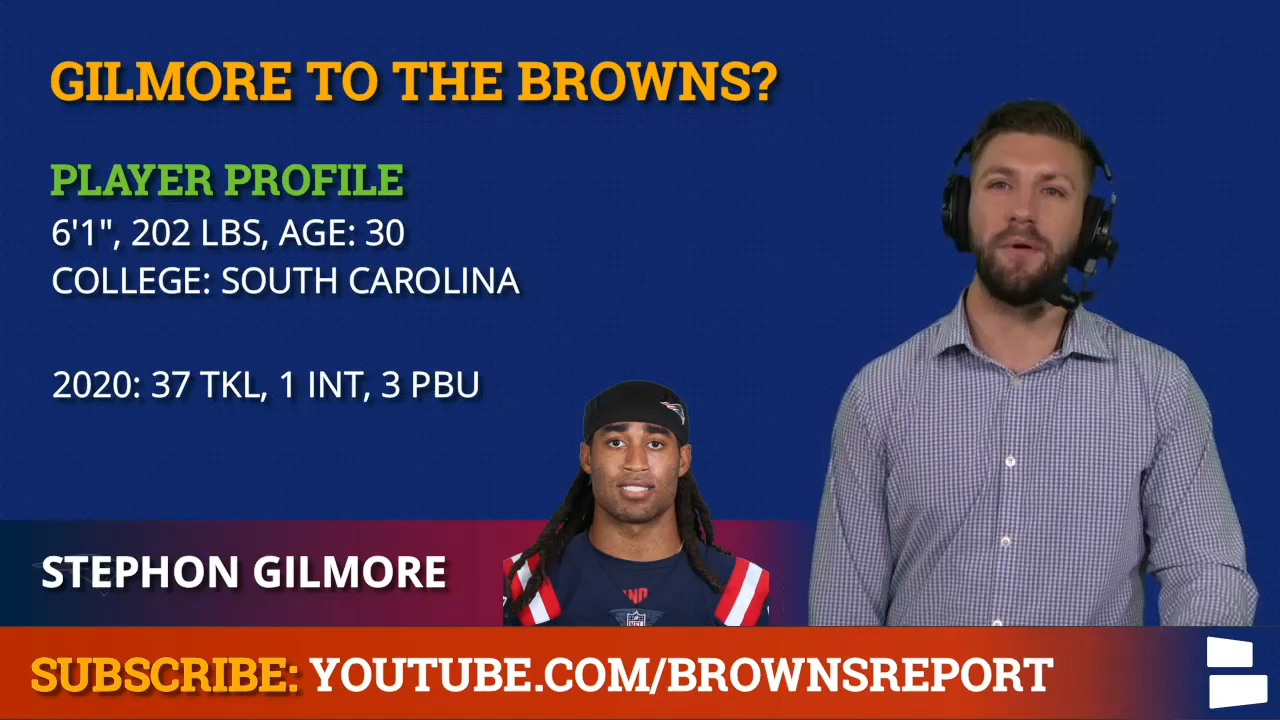 GILMORE TO THE BROWNS?
PLAYER PROFILE
6'1", 202 LBS, AGE: 30
COLLEGE: SOUTH CAROLINA
2020: 37 TKL, 1 INT, 3 PBU
STEPHON GILMORE
SUBSCRIBE: YOUTUBE.COM/BROWNSREPORT